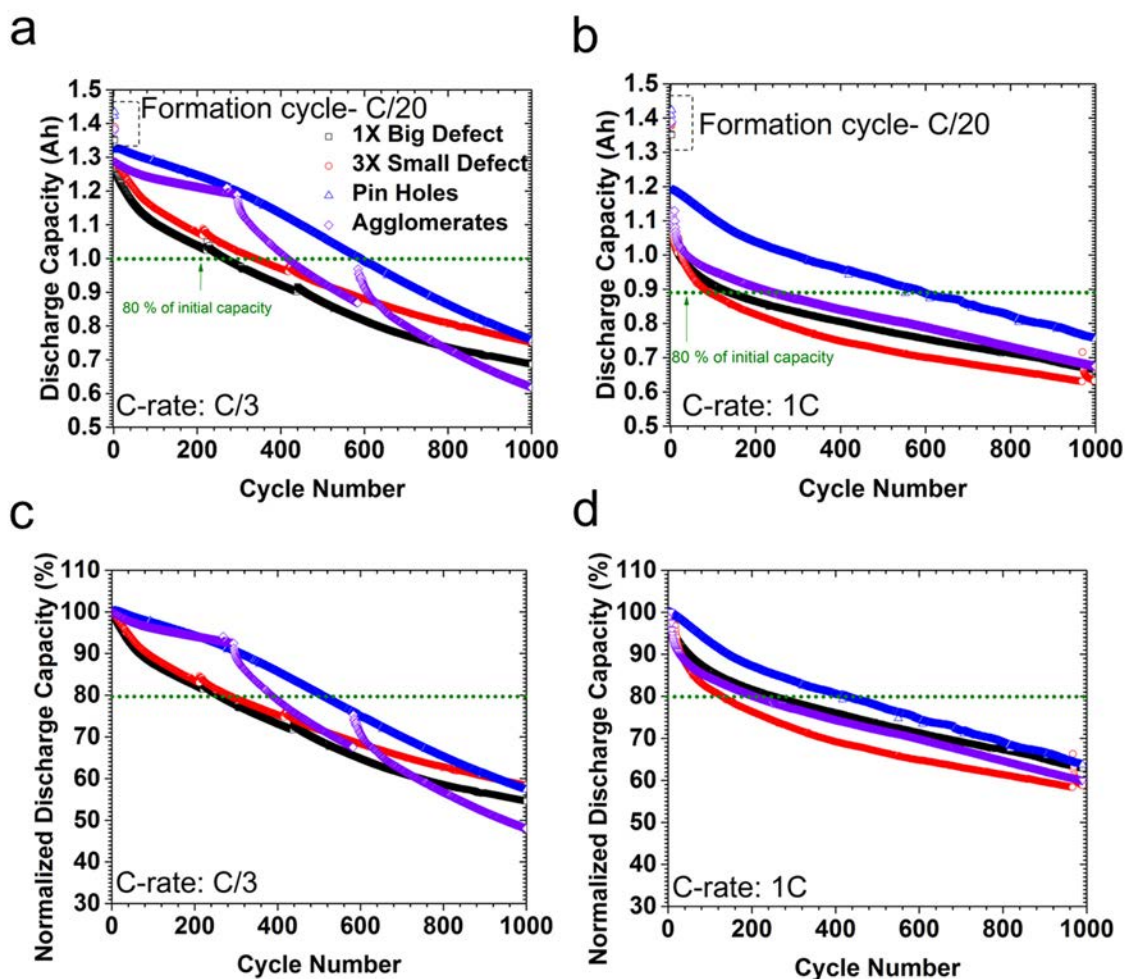 a
Discharge Capacity (Ah)
1.5
1.4
1.3
1.2
1.1
1.0
0.9
0.8
0.7
0.6
0.5
Formation cycle- C/20
1X Big Defect
3X Small Defect
Pin Holes
Agglomerates
80 % of initial capacity
C-rate: C/3
0 200 400 600 800 1000
Cycle Number
b
Discharge Capacity (Ah)
1.5
1.4
1.3
1.2
1.1
1.0
0.9
0.8
0.7
0.6
0.5
Formation cycle- C/20
80 % of initial capacity
C-rate: 1C
0 200 400 600 800 1000
Cycle Number
c
Normalized Discharge Capacity (%)
110
100
90
80
70
60
50
40
30
C-rate: C/3
0 200 400 600 800 1000
Cycle Number
d
Normalized Discharge Capacity (%)
110
100
90
80
70
60
50
40
30
C-rate: 1C
0 200 400 600 800 1000
Cycle Number